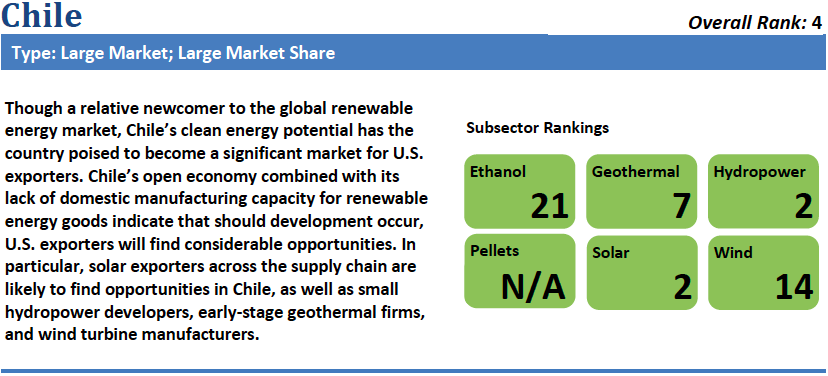 Chile
Overall Rank: 4
Type: Large Market; Large Market Share
Though a relative newcomer to the global renewable
energy market, Chile’s clean energy potential has the
country poised to become a significant market for U.S.
exporters. Chile’s open economy combined with its
lack of domestic manufacturing capacity for renewable
energy goods indicate that should development occur,
U.S. exporters will find considerable opportunities. In
particular, solar exporters across the supply chain are
likely to find opportunities in Chile, as well as small
hydropower developers, early-stage geothermal firms,
and wind turbine manufacturers.
Subsector Rankings
Ethanol
21
Geothermal
7
Hydropower
2
Pellets
N/A
Solar
2
Wind
14